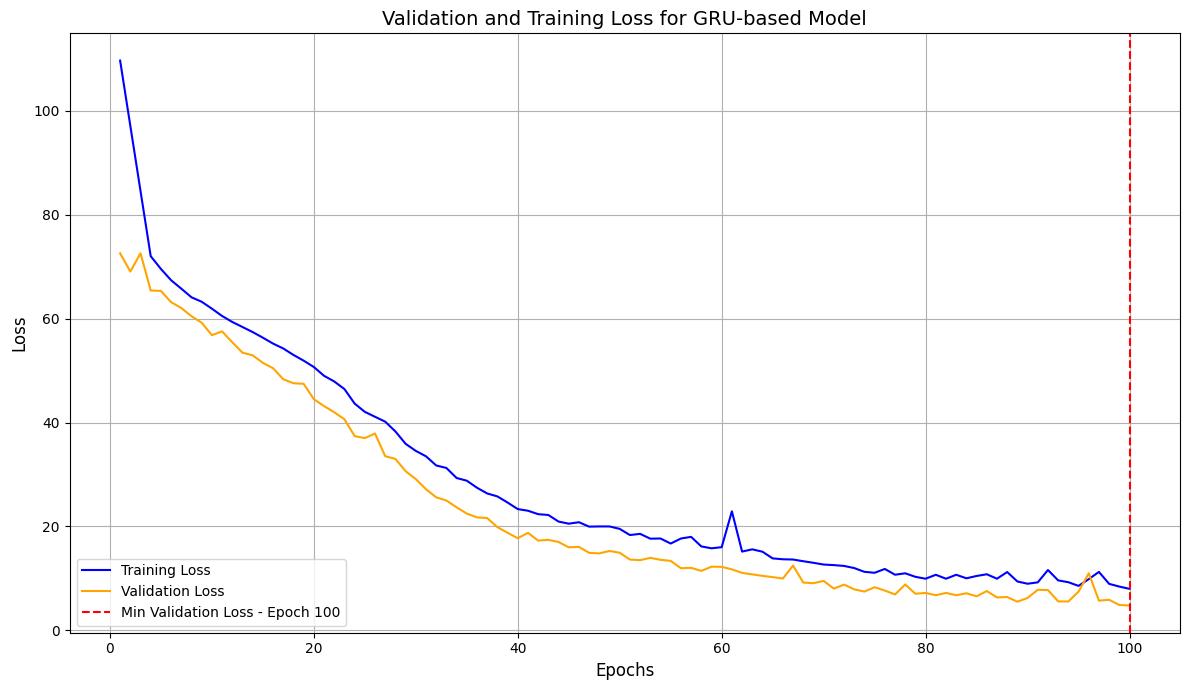 Validation and Training Loss for GRU-based Model
Loss
100
80
60
40
20
0
Training Loss
Validation Loss
Min Validation Loss - Epoch 100
0 20 40 60 80 100
Epochs